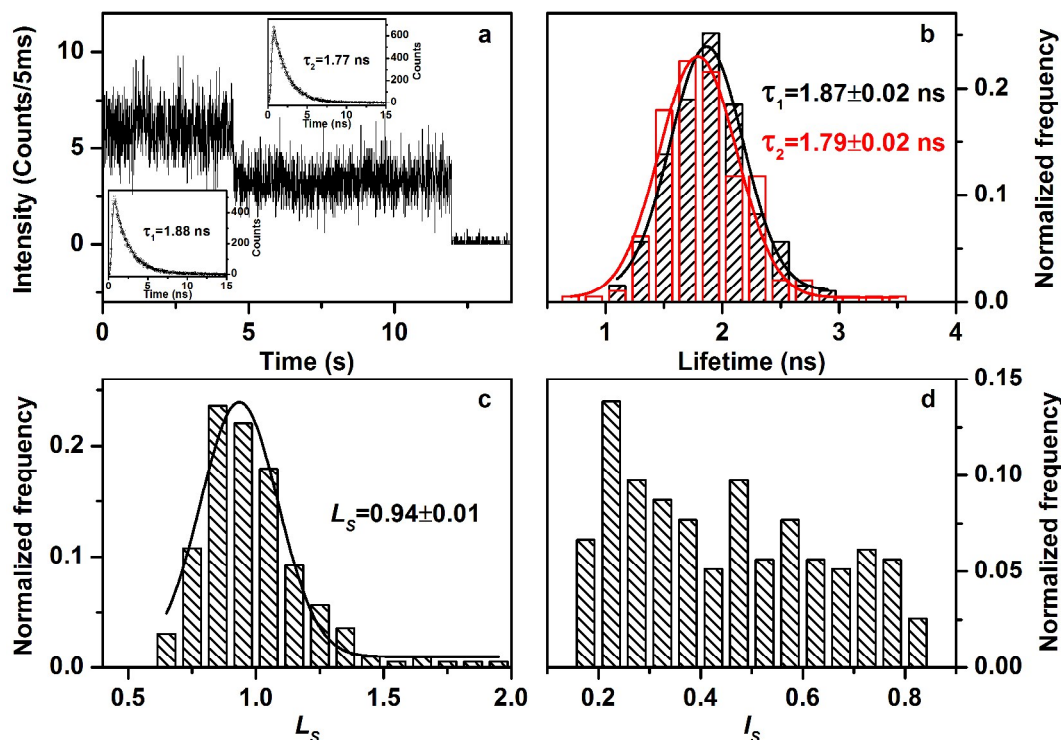 a
b
Intensity (Counts/5ms)
10
5
0
0
5
10
Time (s)
τ2=1.77 ns
Counts
600
400
200
0
0
5
10
15
Time (ns)
τ1=1.88 ns
Counts
400
200
0
0
5
10
15
Time (ns)
τ1=1.87±0.02 ns
τ2=1.79±0.02 ns
Normalized frequency
0.2
0.1
0.0
1
2
3
4
Lifetime (ns)
c
d
Normalized frequency
0.2
0.1
0.0
LS=0.94±0.01
0.5
1.0
1.5
2.0
LS
0.15
0.10
0.05
0.00
Normalized frequency
0.2
0.4
0.6
0.8
IS